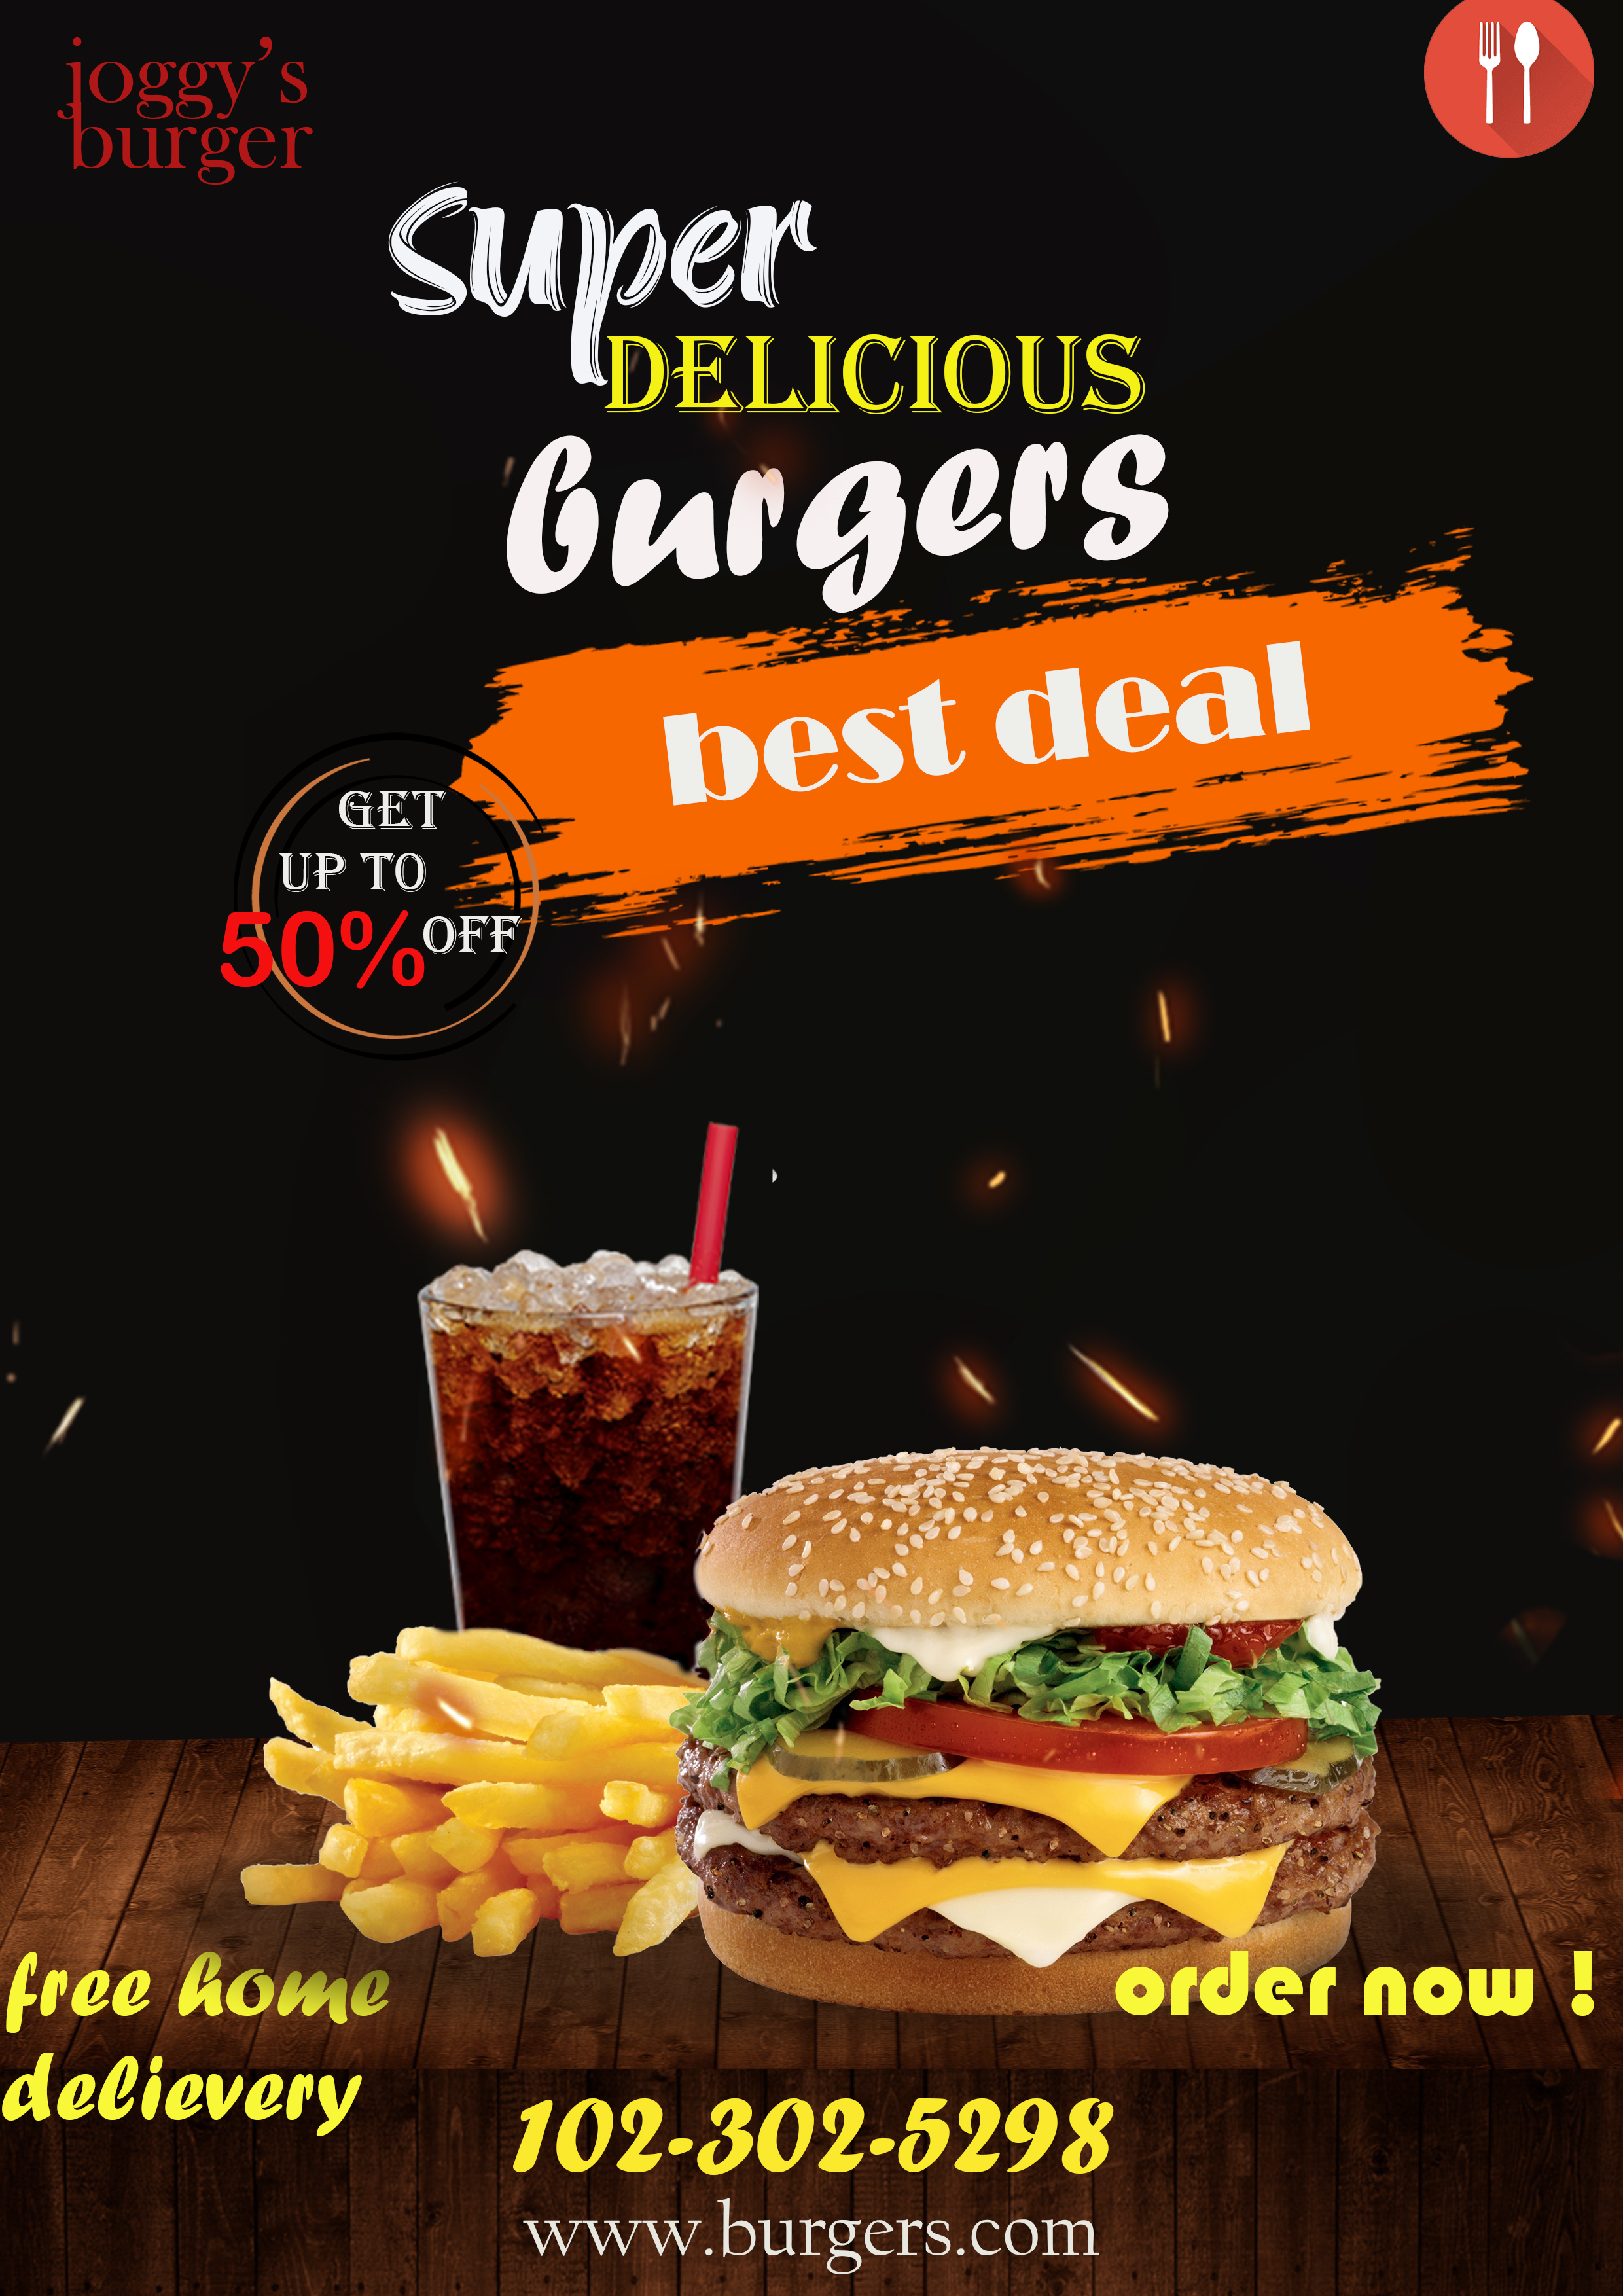 joggy's
burger
super
DELICIOUS
burgers
best deal
GET
UP TO
50% OFF
free home
delievery
order now !
102-302-5298
www.burgers.com